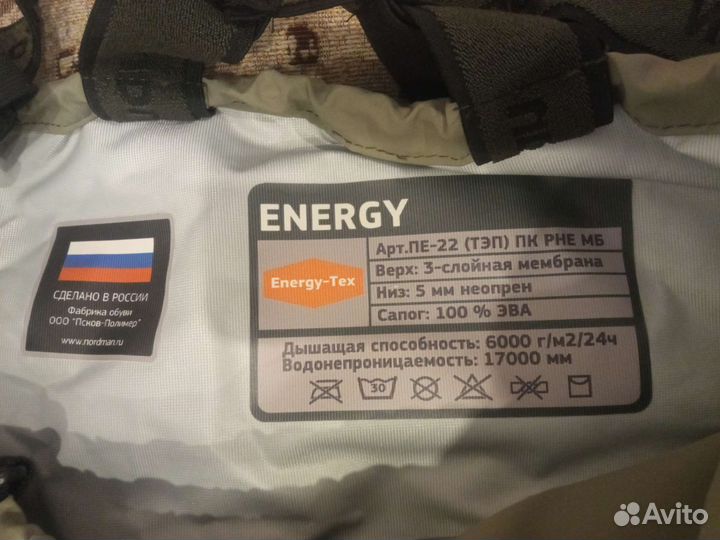 СДЕЛАНО В РОССИИ
Фабрика обуви
ООО "Псков-Полимер"
www.nordman.ru
ENERGY
Energy-Tex
Арт.ПЕ-22 (ТЭП) ПК РНЕ МБ
Верх: 3-слойная мембрана
Низ: 5 мм неопрен
Сапог: 100 % ЭВА
Дышащая способность: 6000 г/м2/24ч
Водонепроницаемость: 17000 мм
30
Avito